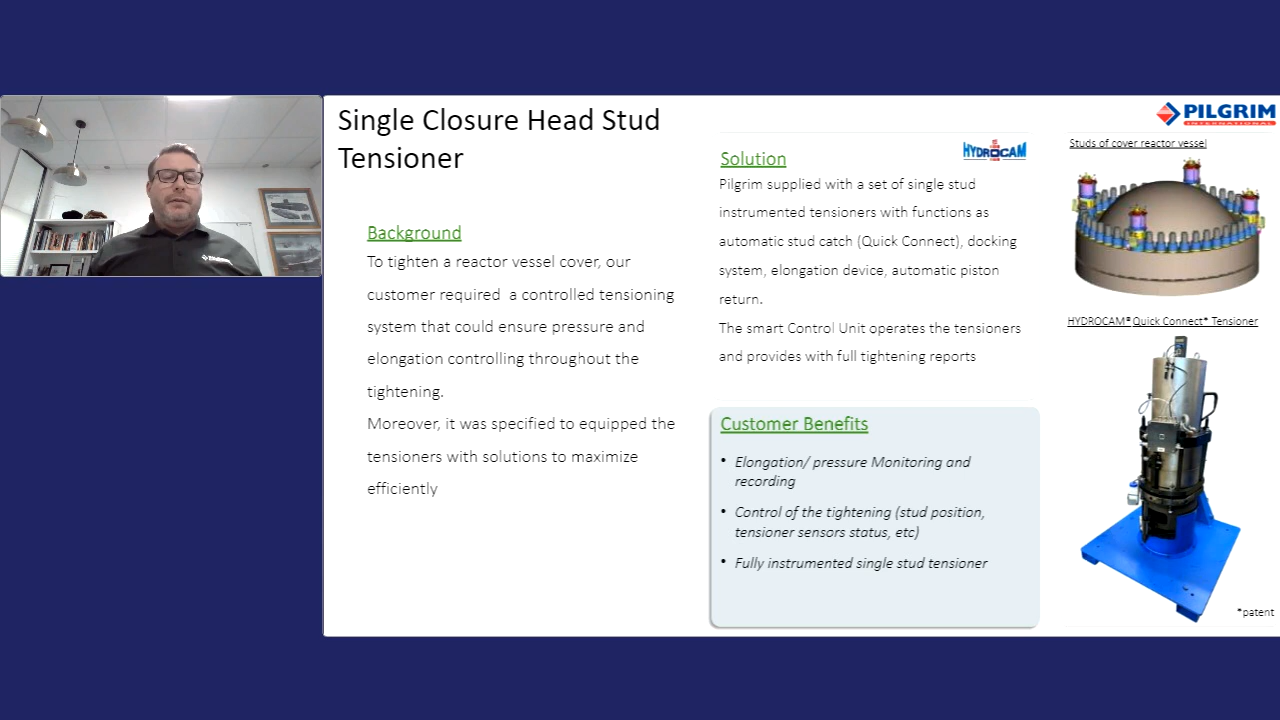 Single Closure Head Stud
Tensioner
Background
To tighten a reactor vessel cover, our
customer required a controlled tensioning
system that could ensure pressure and
elongation controlling throughout the
tightening.
Moreover, it was specified to equipped the
tensioners with solutions to maximize
efficiently
HYDROCAM
Solution
Pilgrim supplied with a set of single stud
instrumented tensioners with functions as
automatic stud catch (Quick Connect), docking
system, elongation device, automatic piston
return.
The smart Control Unit operates the tensioners
and provides with full tightening reports
Customer Benefits
• Elongation/ pressure Monitoring and
recording
• Control of the tightening (stud position,
tensioner sensors status, etc)
• Fully instrumented single stud tensioner
PILGRIM
INTERNATIONAL
Studs of cover reactor vessel
HYDROCAM® Quick Connect* Tensioner
*patent
PILGRIM